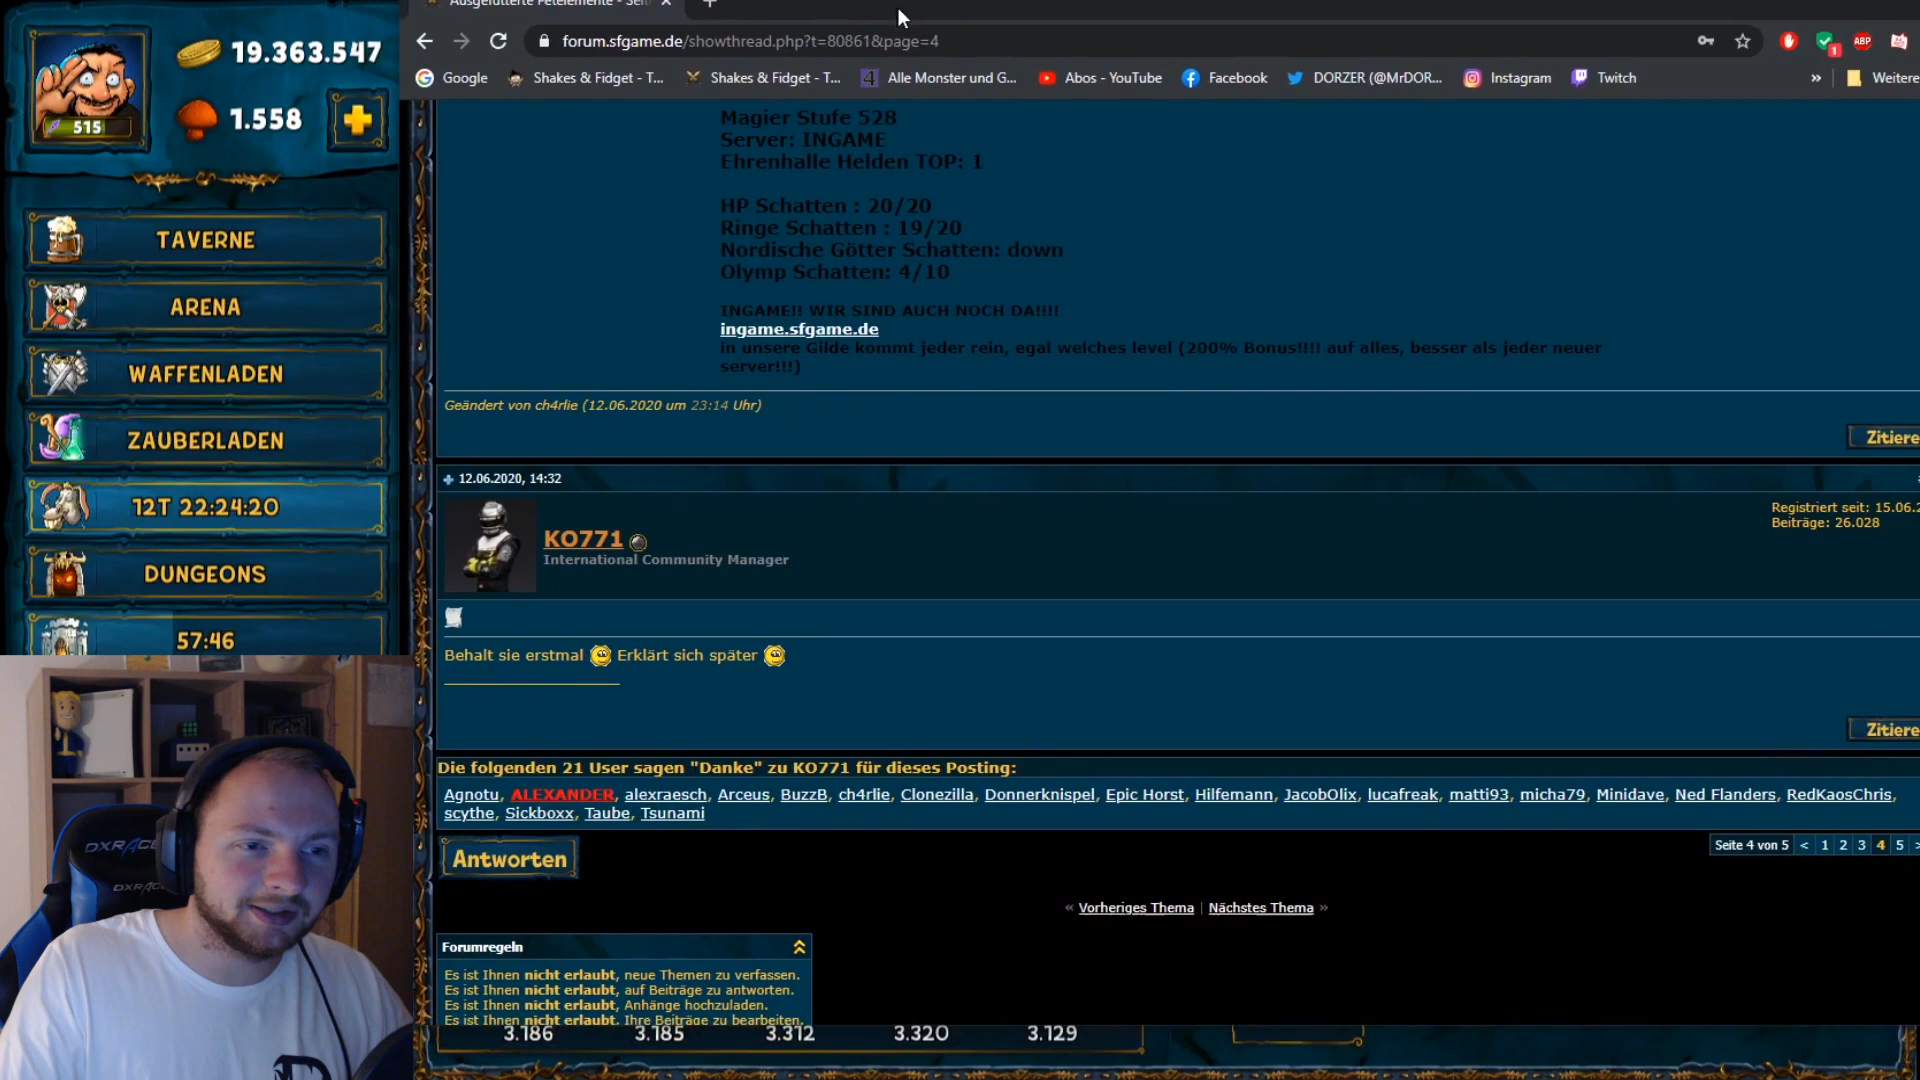 Ausgefütterte Petelemente - Seit
19.363.547
1.558
515
forum.sfgame.de/showthread.php?t=80861&page=4
1
ABP
Google
Shakes & Fidget - T...
Shakes & Fidget - T...
Alle Monster und G...
Abos - YouTube
Facebook
DORZER (@MrDOR...
Instagram
Twitch
»
Weitere
TAVERNE
ARENA
WAFFENLADEN
ZAUBERLADEN
12T 22:24:20
DUNGEONS
57:46
Magier Stufe 528
Server: INGAME
Ehrenhalle Helden TOP: 1
HP Schatten : 20/20
Ringe Schatten : 19/20
Nordische Götter Schatten: down
Olymp Schatten: 4/10
INGAME!! WIR SIND AUCH NOCH DA!!!!
ingame.sfgame.de
in unsere Gilde kommt jeder rein, egal welches level (200% Bonus!!!! auf alles, besser als jeder neuer
server!!!)
Geändert von ch4rlie (12.06.2020 um 23:14 Uhr)
Zitiere
12.06.2020, 14:32
KO771
International Community Manager
Registriert seit: 15.06.2
Beiträge: 26.028
Behalt sie erstmal Erklärt sich später
Zitiere
Die folgenden 21 User sagen "Danke" zu KO771 für dieses Posting:
Agnotu, ALEXANDER, alexraesch, Arceus, BuzzB, ch4rlie, Clonezilla, Donnerknispel, Epic Horst, Hilfemann, JacobOlix, lucafreak, matti93, micha79, Minidave, Ned Flanders, RedKaosChris,
scythe, Sickboxx, Taube, Tsunami
Antworten
Seite 4 von 5 < 1 2 3 4 5 >
« Vorheriges Thema | Nächstes Thema »
Forumregeln
Es ist Ihnen nicht erlaubt, neue Themen zu verfassen.
Es ist Ihnen nicht erlaubt, auf Beiträge zu antworten.
Es ist Ihnen nicht erlaubt, Anhänge hochzuladen.
Es ist Ihnen nicht erlaubt, Ihre Beiträge zu bearbeiten.
3.186 3.185 3.312 3.320 3.129
DXRACE
DXRAC